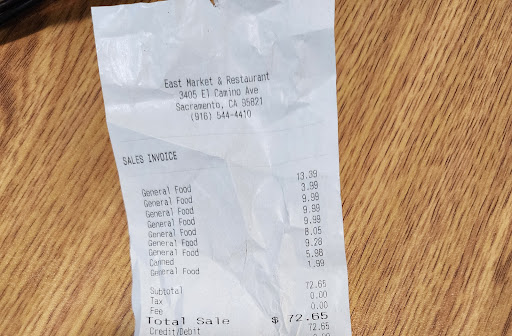 East Market & Restaurant
3405 El Camino Ave
Sacramento, CA 95821
(916) 544-4410
SALES INVOICE
General Food 13.39
General Food 3.99
General Food 9.99
General Food 9.99
General Food 9.99
General Food 8.05
General Food 9.28
Canned 5.98
General Food 1.99
Subtotal 72.65
Tax 0.00
Fee 0.00
Total Sale $ 72.65
Credit/Debit 72.65